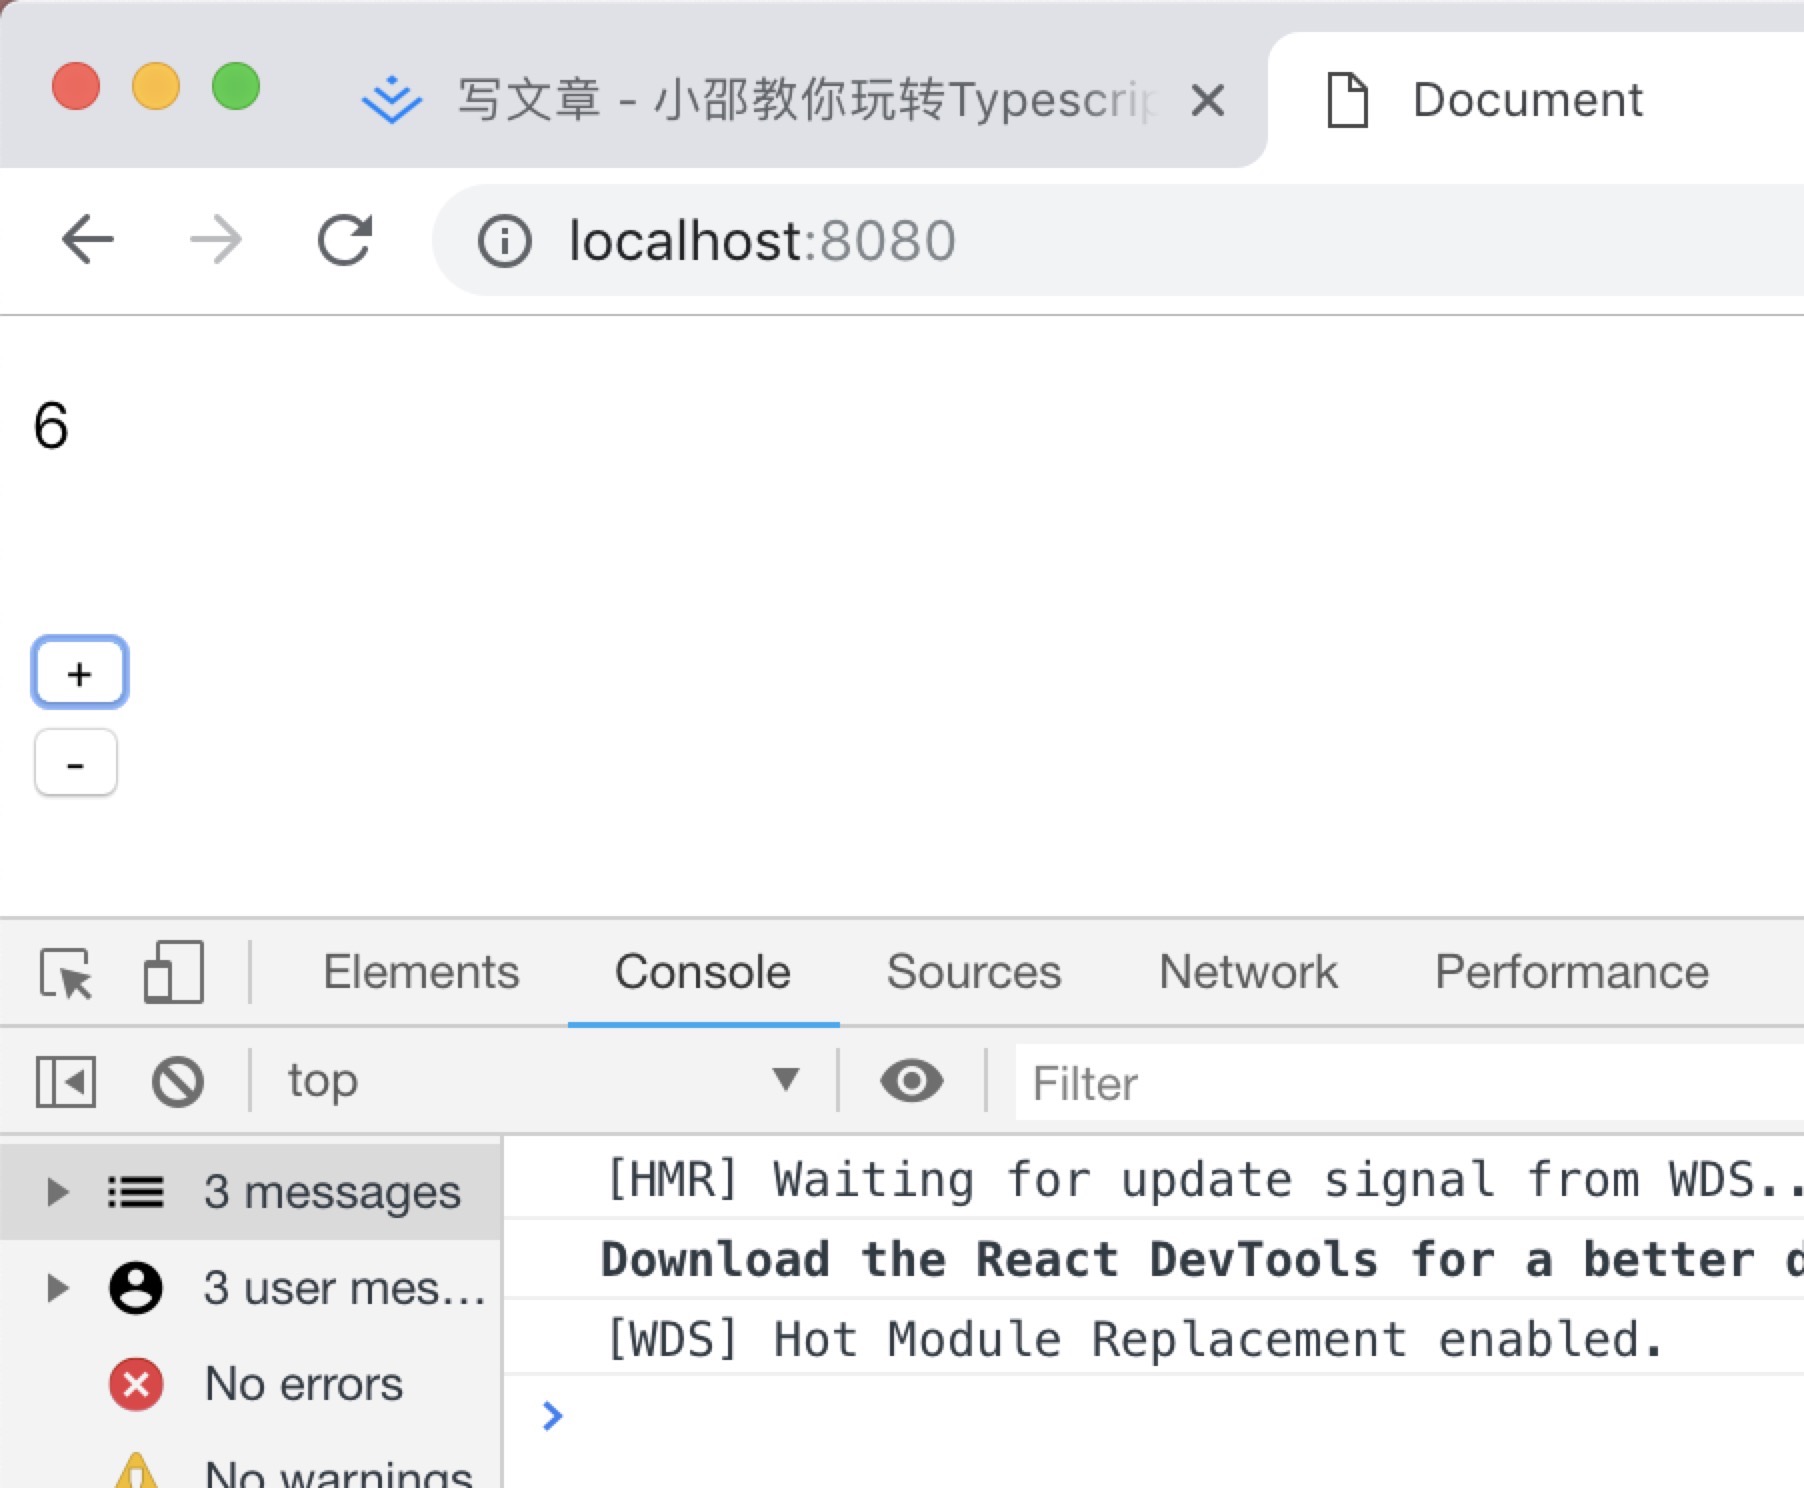 写文章 - 小邵教你玩转Typescrip
Document
localhost:8080
6
+
-
Elements Console Sources Network Performance
top Filter
3 messages
3 user mes...
No errors
No warnings
[HMR] Waiting for update signal from WDS..
Download the React DevTools for a better d
[WDS] Hot Module Replacement enabled.
>